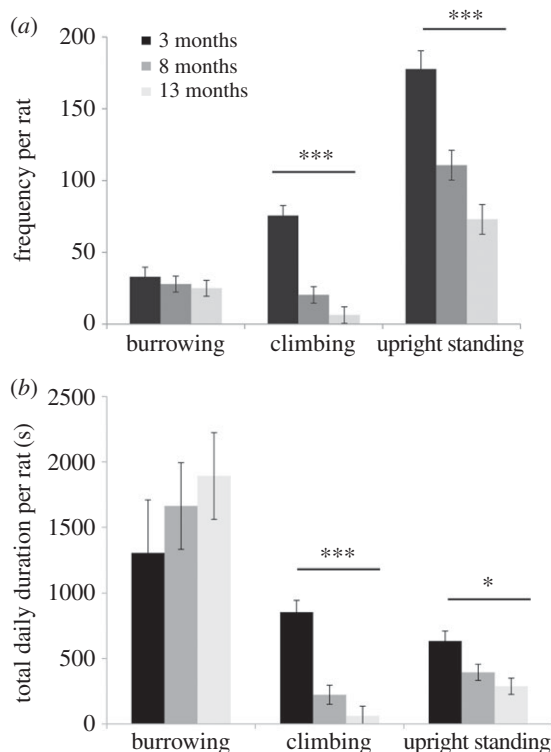 (a)
200
150
100
50
0
frequency per rat
3 months
8 months
13 months
***
***
burrowing climbing upright standing
(b)
2500
2000
1500
1000
500
0
total daily duration per rat (s)
***
*
burrowing climbing upright standing